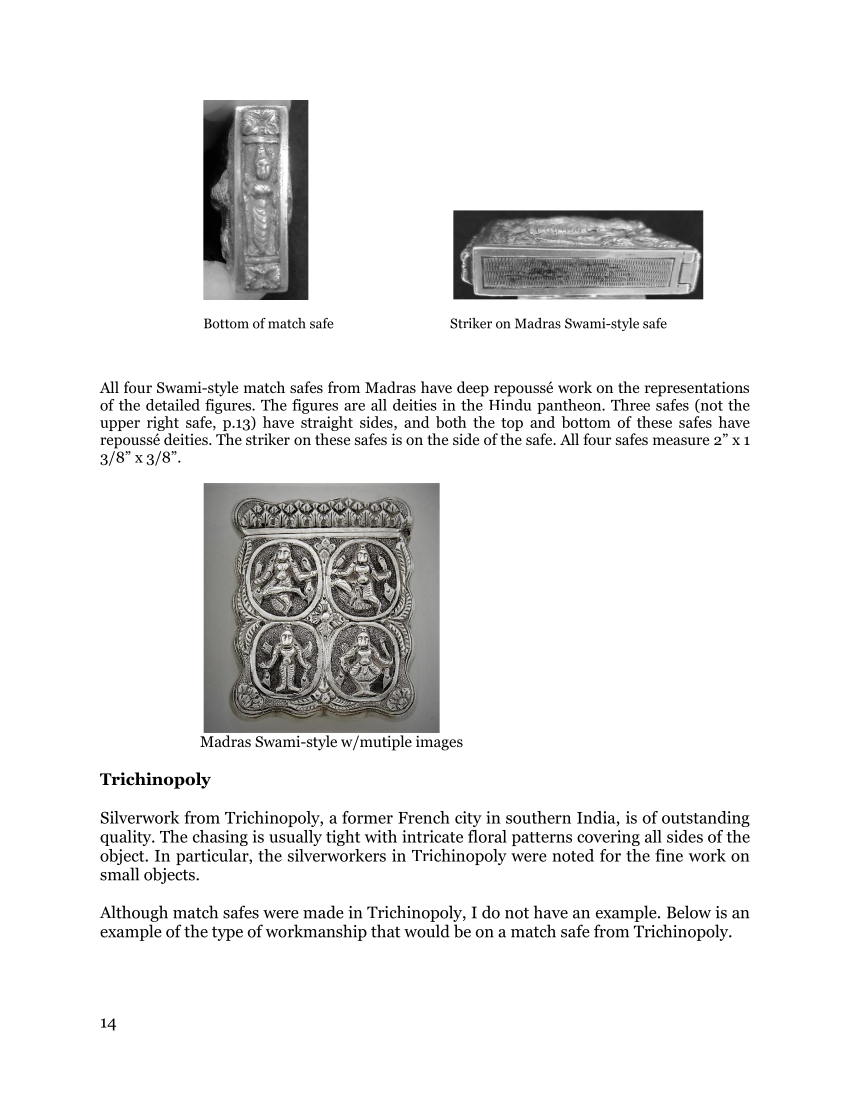 Bottom of match safe
Striker on Madras Swami-style safe
All four Swami-style match safes from Madras have deep repoussé work on the representations
of the detailed figures. The figures are all deities in the Hindu pantheon. Three safes (not the
upper right safe, p.13) have straight sides, and both the top and bottom of these safes have
repoussé deities. The striker on these safes is on the side of the safe. All four safes measure 2” x 1
3/8” x 3/8”.
Madras Swami-style w/mutiple images
Trichinopoly
Silverwork from Trichinopoly, a former French city in southern India, is of outstanding
quality. The chasing is usually tight with intricate floral patterns covering all sides of the
object. In particular, the silverworkers in Trichinopoly were noted for the fine work on
small objects.
Although match safes were made in Trichinopoly, I do not have an example. Below is an
example of the type of workmanship that would be on a match safe from Trichinopoly.
14